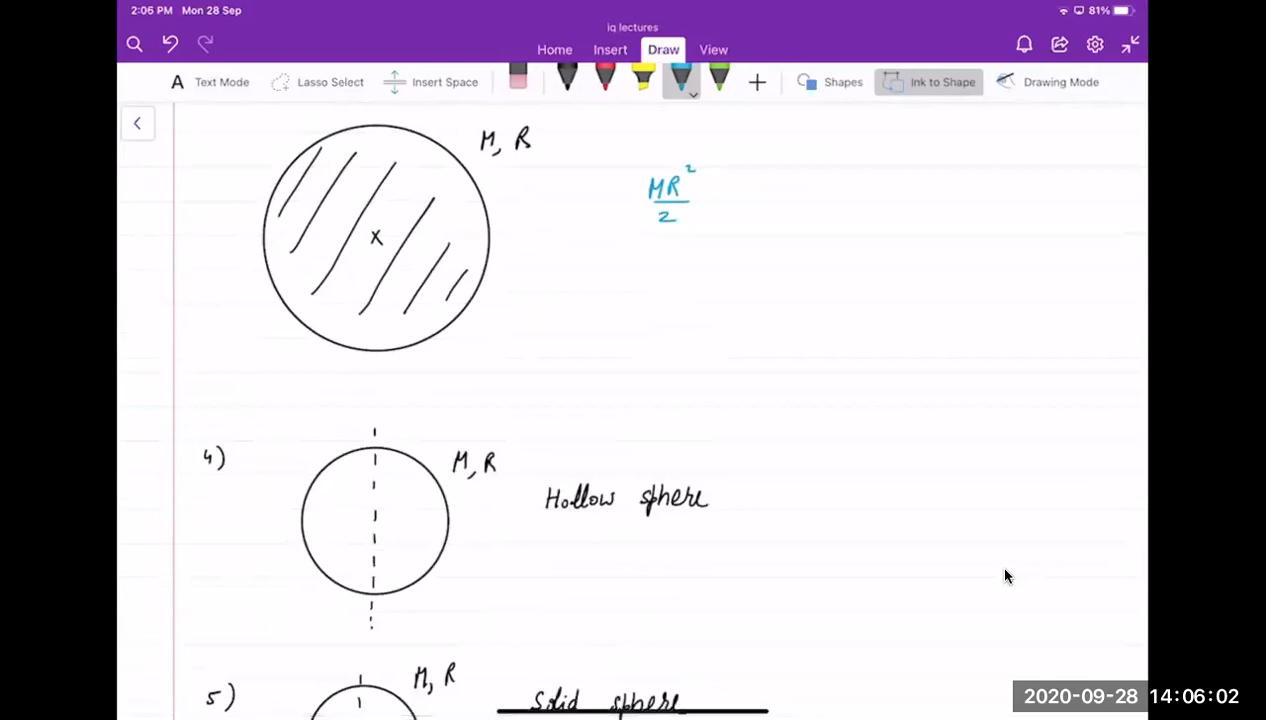 2:06 PM Mon 28 Sep
81%
iq lectures
Home Insert Draw View
A Text Mode Lasso Select Insert Space Shapes Ink to Shape Drawing Mode
M, R
MR²
2
x
4)
M, R
Hollow sphere
5)
M, R
Solid sphere
2020-09-28 14:06:02